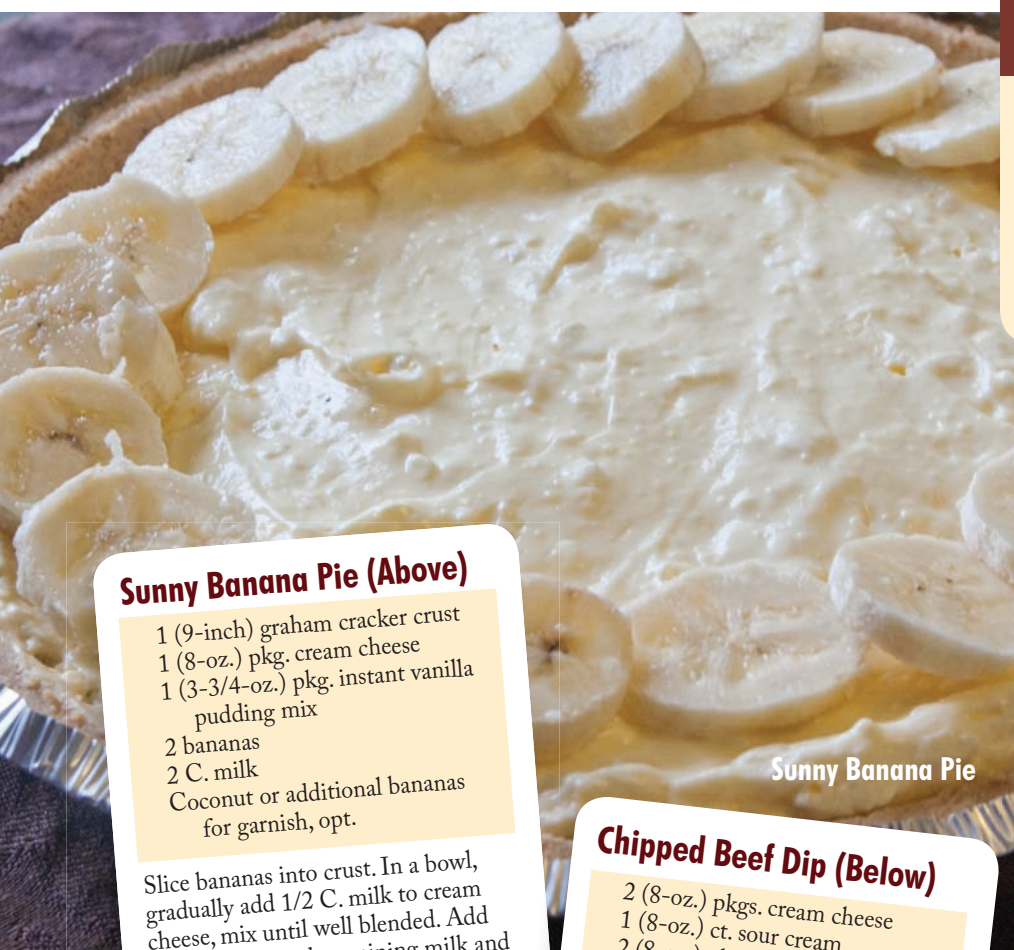 Sunny Banana Pie (Above)
1 (9-inch) graham cracker crust
1 (8-oz.) pkg. cream cheese
1 (3-3/4-oz.) pkg. instant vanilla
pudding mix
2 bananas
2 C. milk
Coconut or additional bananas
for garnish, opt.
Slice bananas into crust. In a bowl,
gradually add 1/2 C. milk to cream
cheese, mix until well blended. Add
milk and
Sunny Banana Pie
Chipped Beef Dip (Below)
2 (8-oz.) pkgs. cream cheese
1 (8-oz.) ct. sour cream